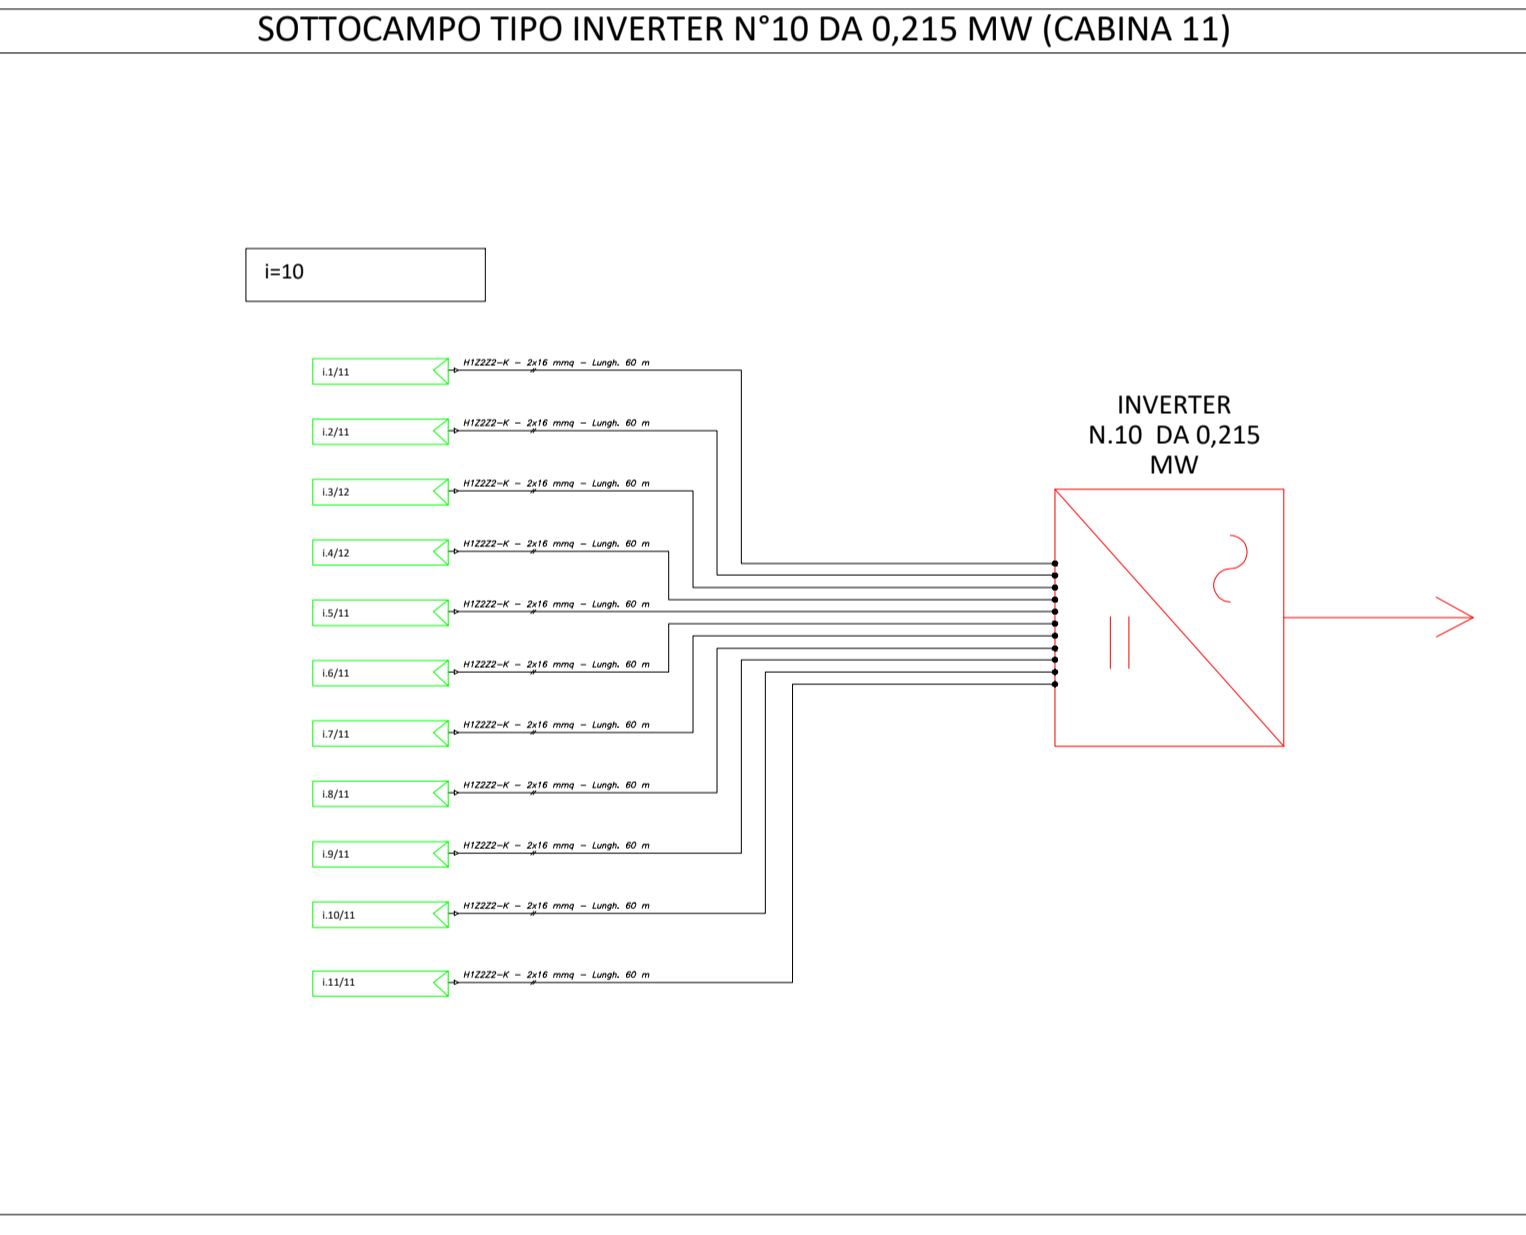 SOTTOCAMPO TIPO INVERTER N°10 DA 0,215 MW (CABINA 11)
i=10
i.1/11
H1Z2Z2-K - 2x16 mmq - Lungh. 60 m
i.2/11
H1Z2Z2-K - 2x16 mmq - Lungh. 60 m
i.3/12
H1Z2Z2-K - 2x16 mmq - Lungh. 60 m
i.4/12
H1Z2Z2-K - 2x16 mmq - Lungh. 60 m
i.5/11
H1Z2Z2-K - 2x16 mmq - Lungh. 60 m
i.6/11
H1Z2Z2-K - 2x16 mmq - Lungh. 60 m
i.7/11
H1Z2Z2-K - 2x16 mmq - Lungh. 60 m
i.8/11
H1Z2Z2-K - 2x16 mmq - Lungh. 60 m
i.9/11
H1Z2Z2-K - 2x16 mmq - Lungh. 60 m
i.10/11
H1Z2Z2-K - 2x16 mmq - Lungh. 60 m
i.11/11
H1Z2Z2-K - 2x16 mmq - Lungh. 60 m
INVERTER
N.10 DA 0,215
MW